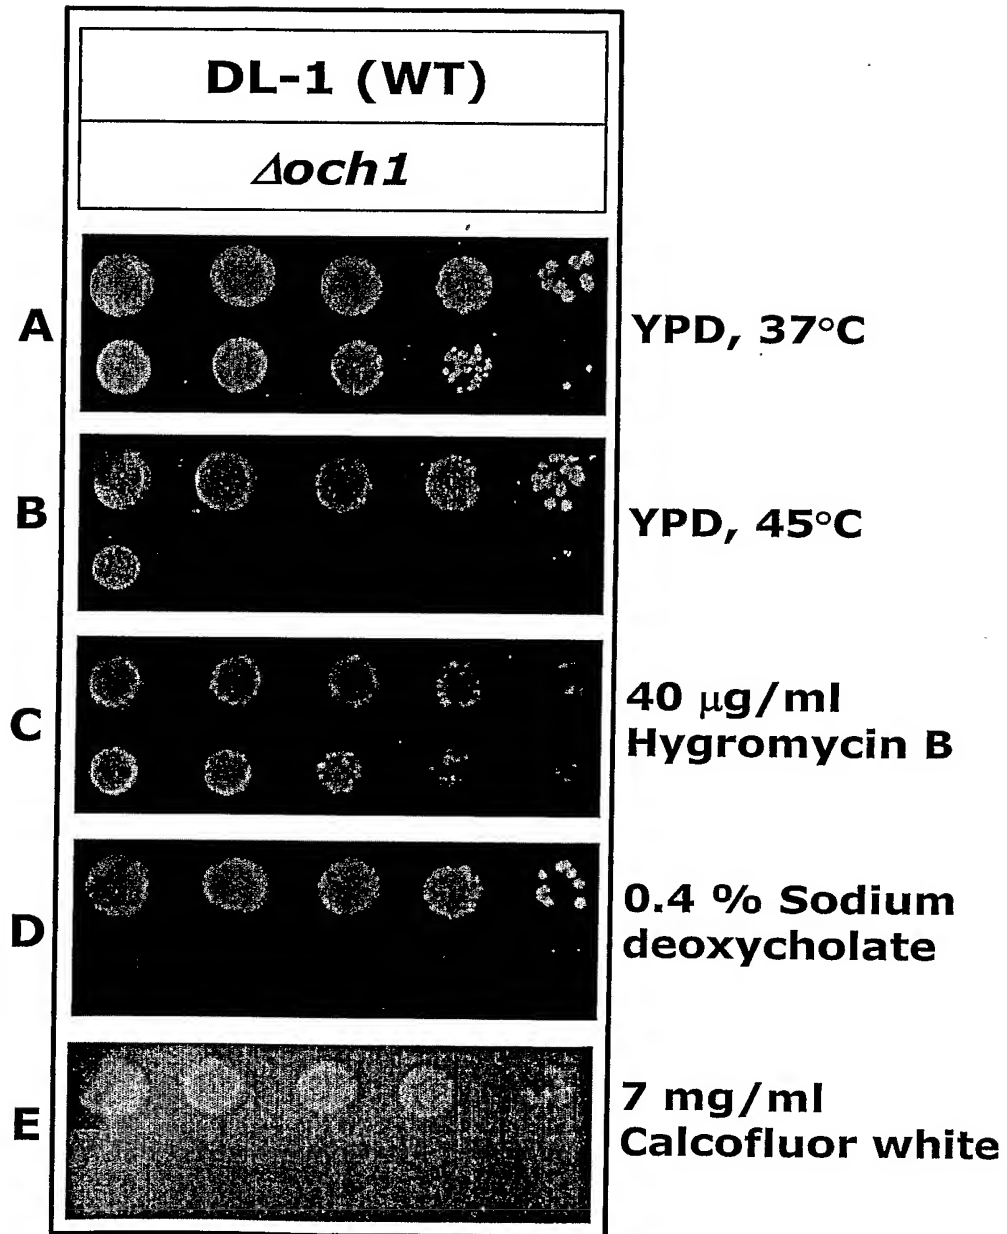 DL-1 (WT)
Δoch1
A
YPD, 37°C
B
YPD, 45°C
C
40 μg/ml
Hygromycin B
D
0.4 % Sodium
deoxycholate
E
7 mg/ml
Calcofluor white